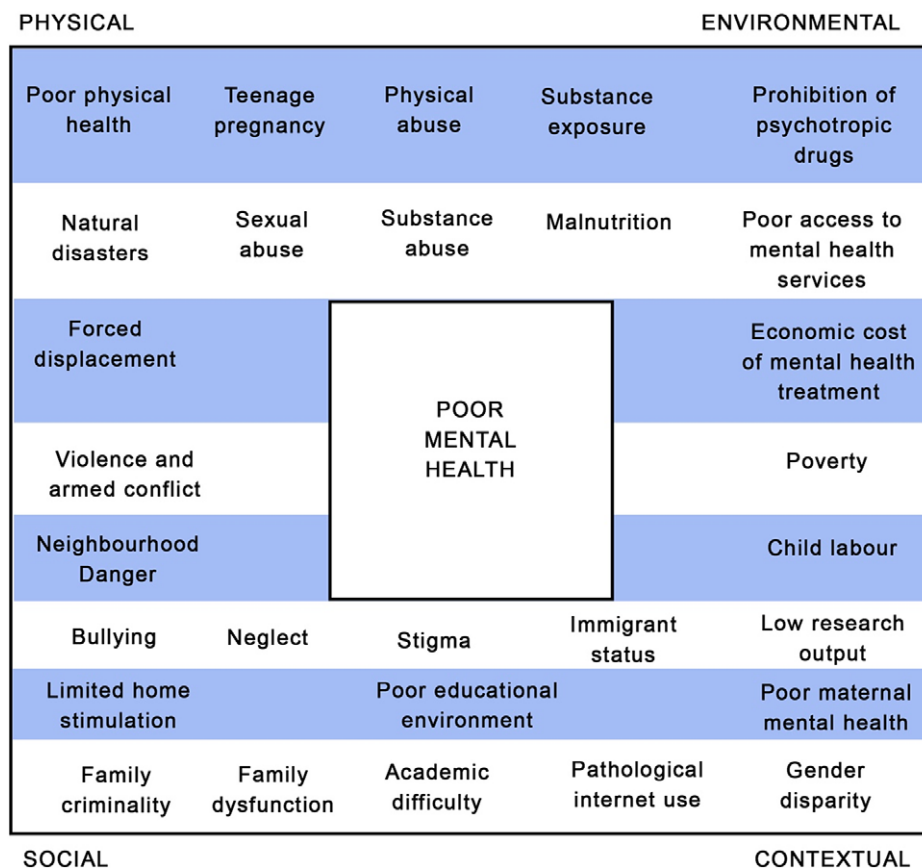 PHYSICAL
ENVIRONMENTAL
Poor physical
health
Teenage
pregnancy
Physical
abuse
Substance
exposure
Prohibition of
psychotropic
drugs
Natural
disasters
Sexual
abuse
Substance
abuse
Malnutrition
Poor access to
mental health
services
Forced
displacement
Economic cost
of mental health
treatment
POOR
MENTAL
HEALTH
Violence and
armed conflict
Poverty
Neighbourhood
Danger
Child labour
Bullying
Neglect
Stigma
Immigrant
status
Low research
output
Limited home
stimulation
Poor educational
environment
Poor maternal
mental health
Family
criminality
Family
dysfunction
Academic
difficulty
Pathological
internet use
Gender
disparity
SOCIAL
CONTEXTUAL